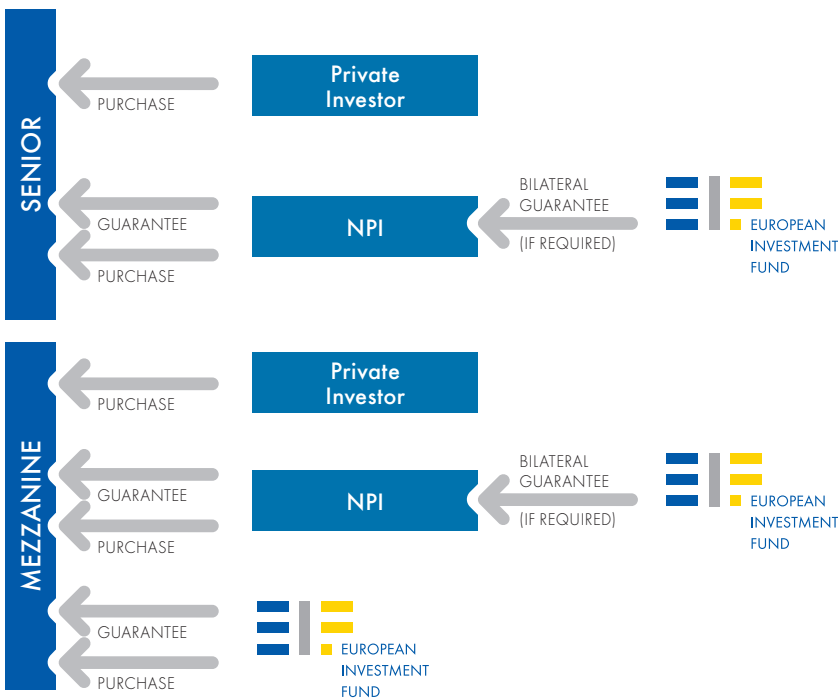 SENIOR
Private
Investor
PURCHASE
GUARANTEE
PURCHASE
NPI
BILATERAL
GUARANTEE
(IF REQUIRED)
EUROPEAN
INVESTMENT
FUND
MEZZANINE
Private
Investor
PURCHASE
GUARANTEE
PURCHASE
NPI
BILATERAL
GUARANTEE
(IF REQUIRED)
EUROPEAN
INVESTMENT
FUND
GUARANTEE
PURCHASE
EUROPEAN
INVESTMENT
FUND